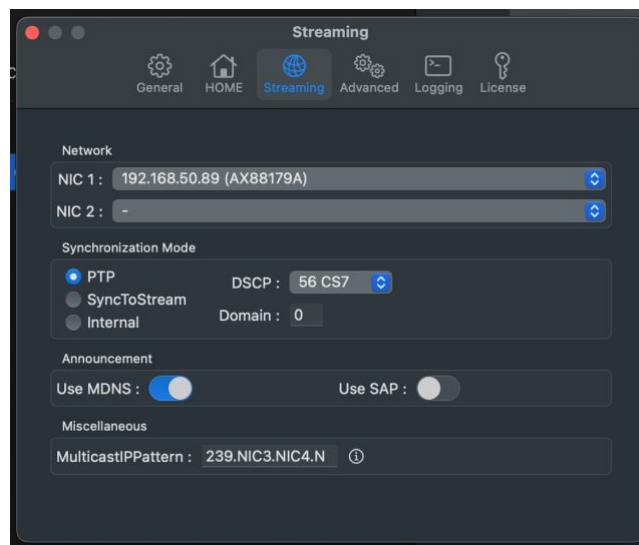 Streaming
General HOME Streaming Advanced Logging License
Network
NIC 1 : 192.168.50.89 (AX88179A)
NIC 2 : -
Synchronization Mode
PTP DSCP : 56 CS7
SyncToStream
Internal Domain : 0
Announcement
Use MDNS : Use SAP :
Miscellaneous
MulticastIPPattern : 239.NIC3.NIC4.N